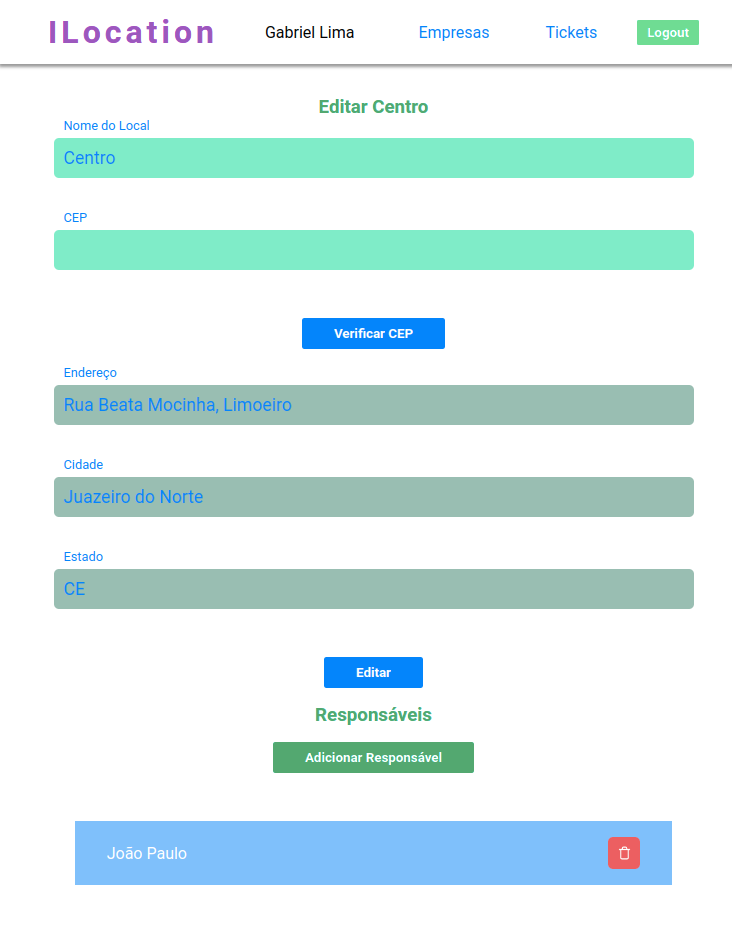 ILocation Gabriel Lima Empresas Tickets Logout
Editar Centro
Nome do Local
Centro
CEP
Verificar CEP
Endereço
Rua Beata Mocinha, Limoeiro
Cidade
Juazeiro do Norte
Estado
CE
Editar
Responsáveis
Adicionar Responsável
João Paulo